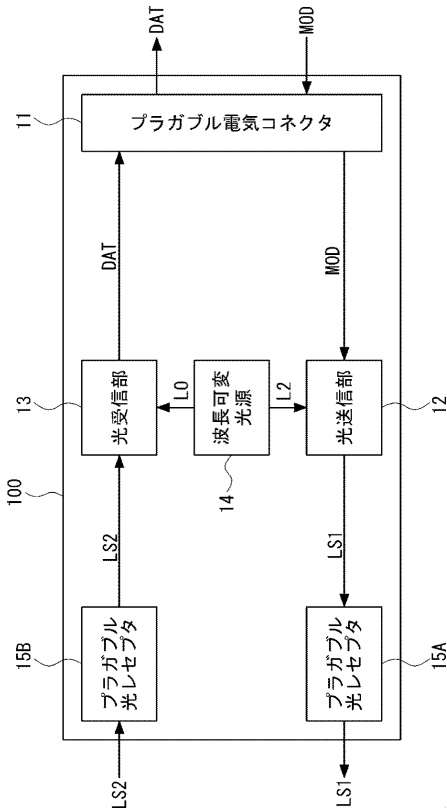 DAT
MOD
11
プラガブル電気コネクタ
DAT
MOD
13
光受信部
LO
波長可変
光源
14
L2
光送信部
12
100
LS2
LS1
15B
プラガブル
光レセプタ
プラガブル
光レセプタ
15A
LS2
LS1